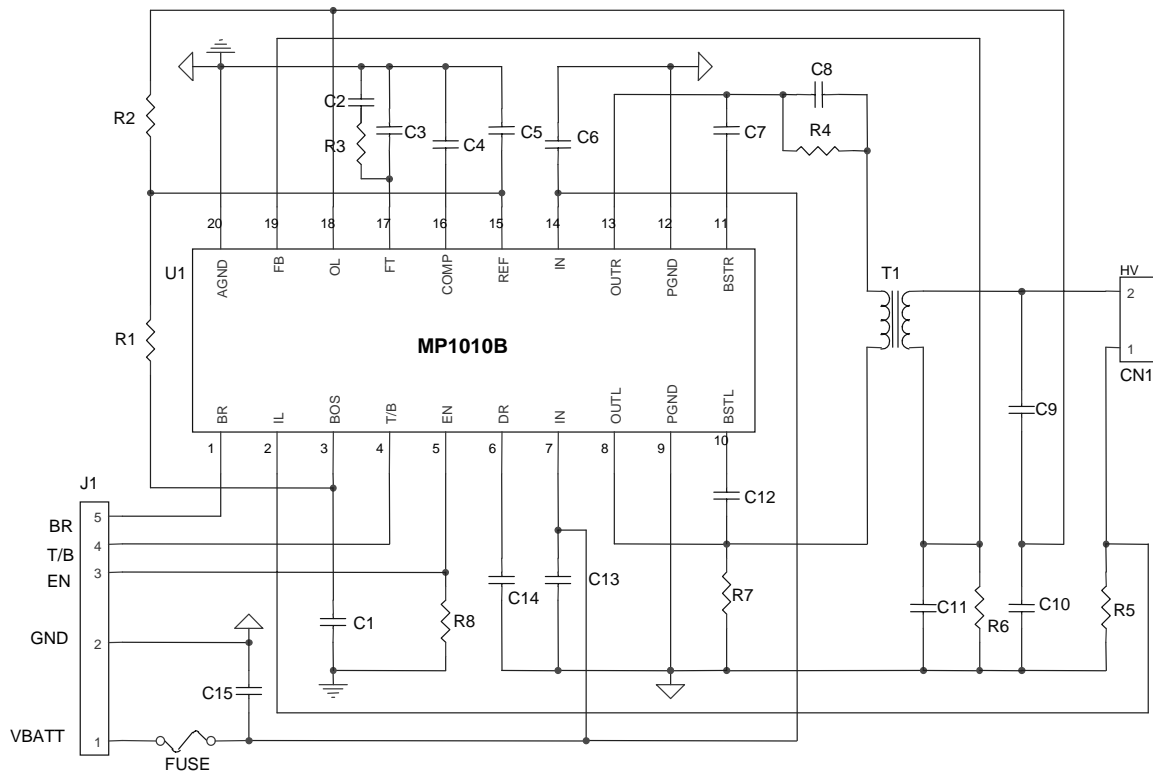 C8
C2
C7
R2
C3
C5
C6
R3
C4
R4
20 19 18 17 16 15 14 13 12 11
U1
AGND FB OL FT COMP REF IN OUTR PGND BSTR
T1
HV
2
R1
MP1010B
1
CN1
C9
BR IL BOS T/B EN DR IN OUTL PGND BSTL
1 2 3 4 5 6 7 8 9 10
J1
C12
BR 5
T/B 4
EN 3
C14
C13
R7
C11
R6
C10
R5
C1
R8
GND 2
C15
VBATT 1
FUSE